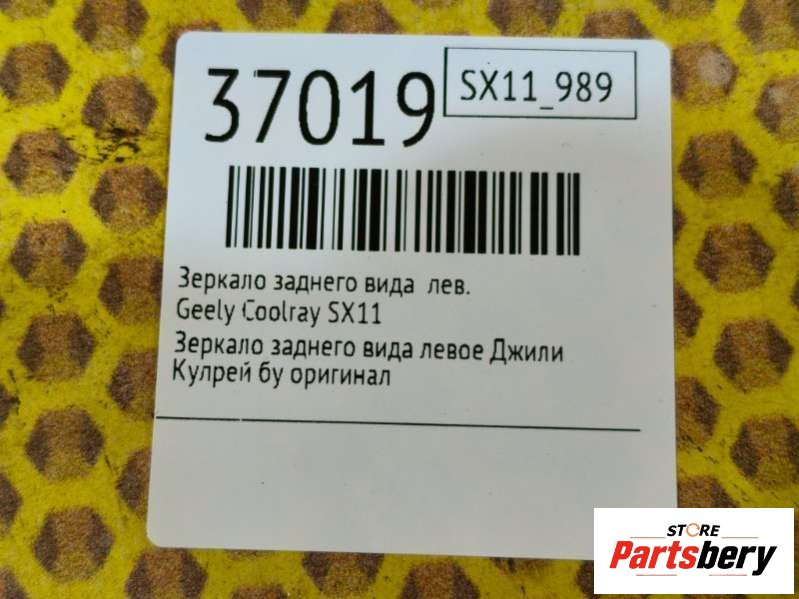 37019
SX11_989
Зеркало заднего вида лев.
Geely Coolray SX11
Зеркало заднего вида левое Джили
Кулрей бу оригинал
STORE
Partsbery